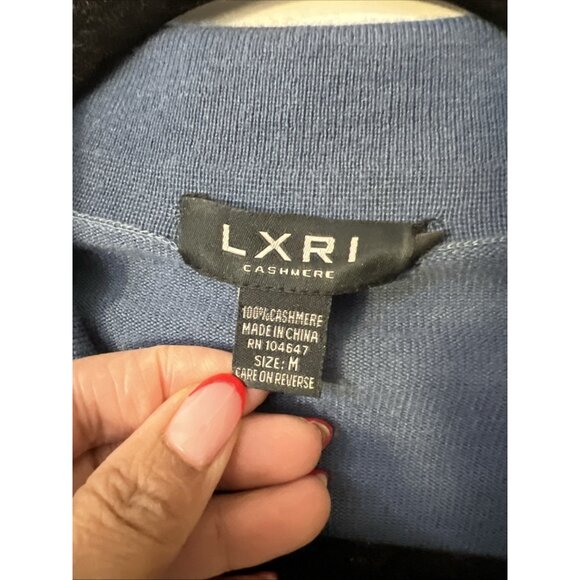 LXRI
CASHMERE
100%CASHMERE
MADE IN CHINA
RN 104647
SIZE: M
CARE ON REVERSE